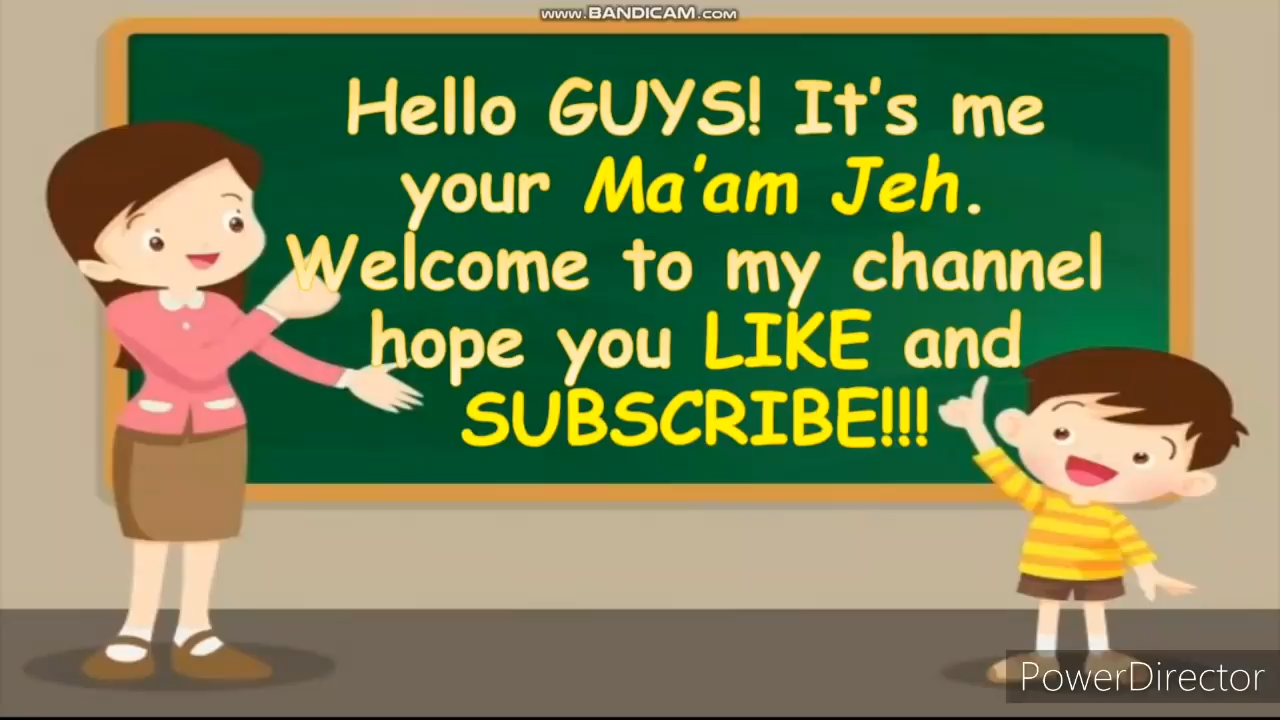 www.BANDICAM.com
Hello GUYS! It's me
your Ma'am Jeh.
Welcome to my channel
hope you LIKE and
SUBSCRIBE!!!
PowerDirector